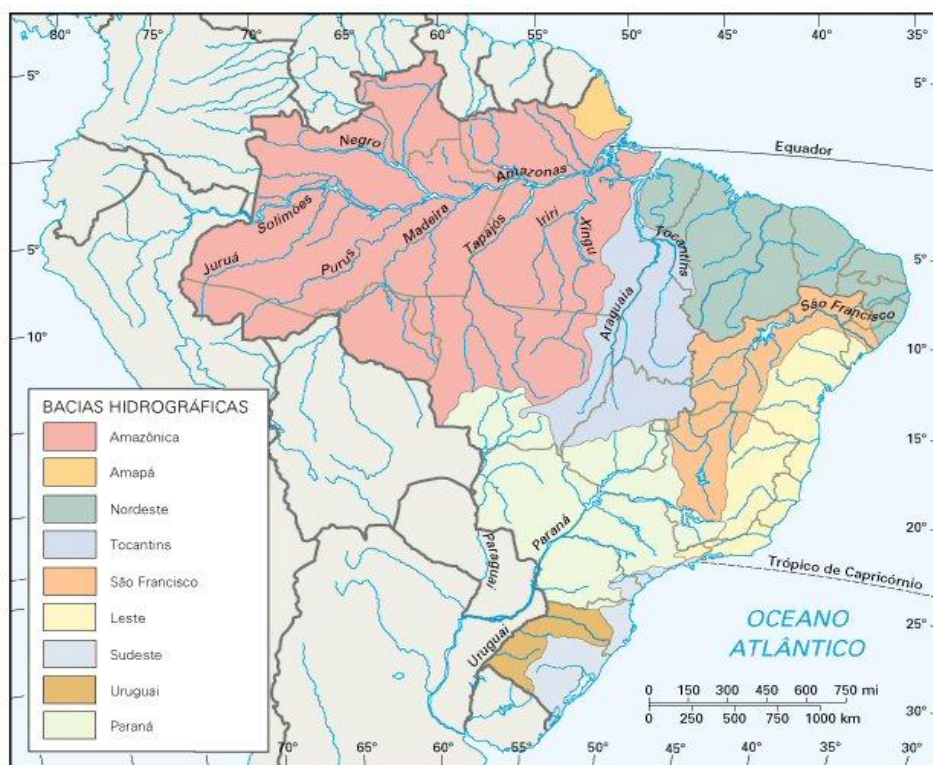 80° 75° 70° 65° 60° 55° 50° 45° 40° 35°
5° 5°
Negro
Equador
Amazonas
Solimões
Madeira
Tapajós
Iriri
Xingu
Tocantins
Juruá
Purus
5° 5°
Araguaia
São Francisco
10° 10°
BACIAS HIDROGRÁFICAS
Amazônica
Amapá
Nordeste
Tocantins
São Francisco
Leste
Sudeste
Uruguai
Paraná
15°
20°
Paraná
Paraguai
Trópico de Capricórnio
Uruguai
OCEANO
ATLÂNTICO
25°
0 150 300 450 600 750 mi
0 250 500 750 1000 km
30°
70° 65° 60° 55° 50° 45° 40° 35° 30°